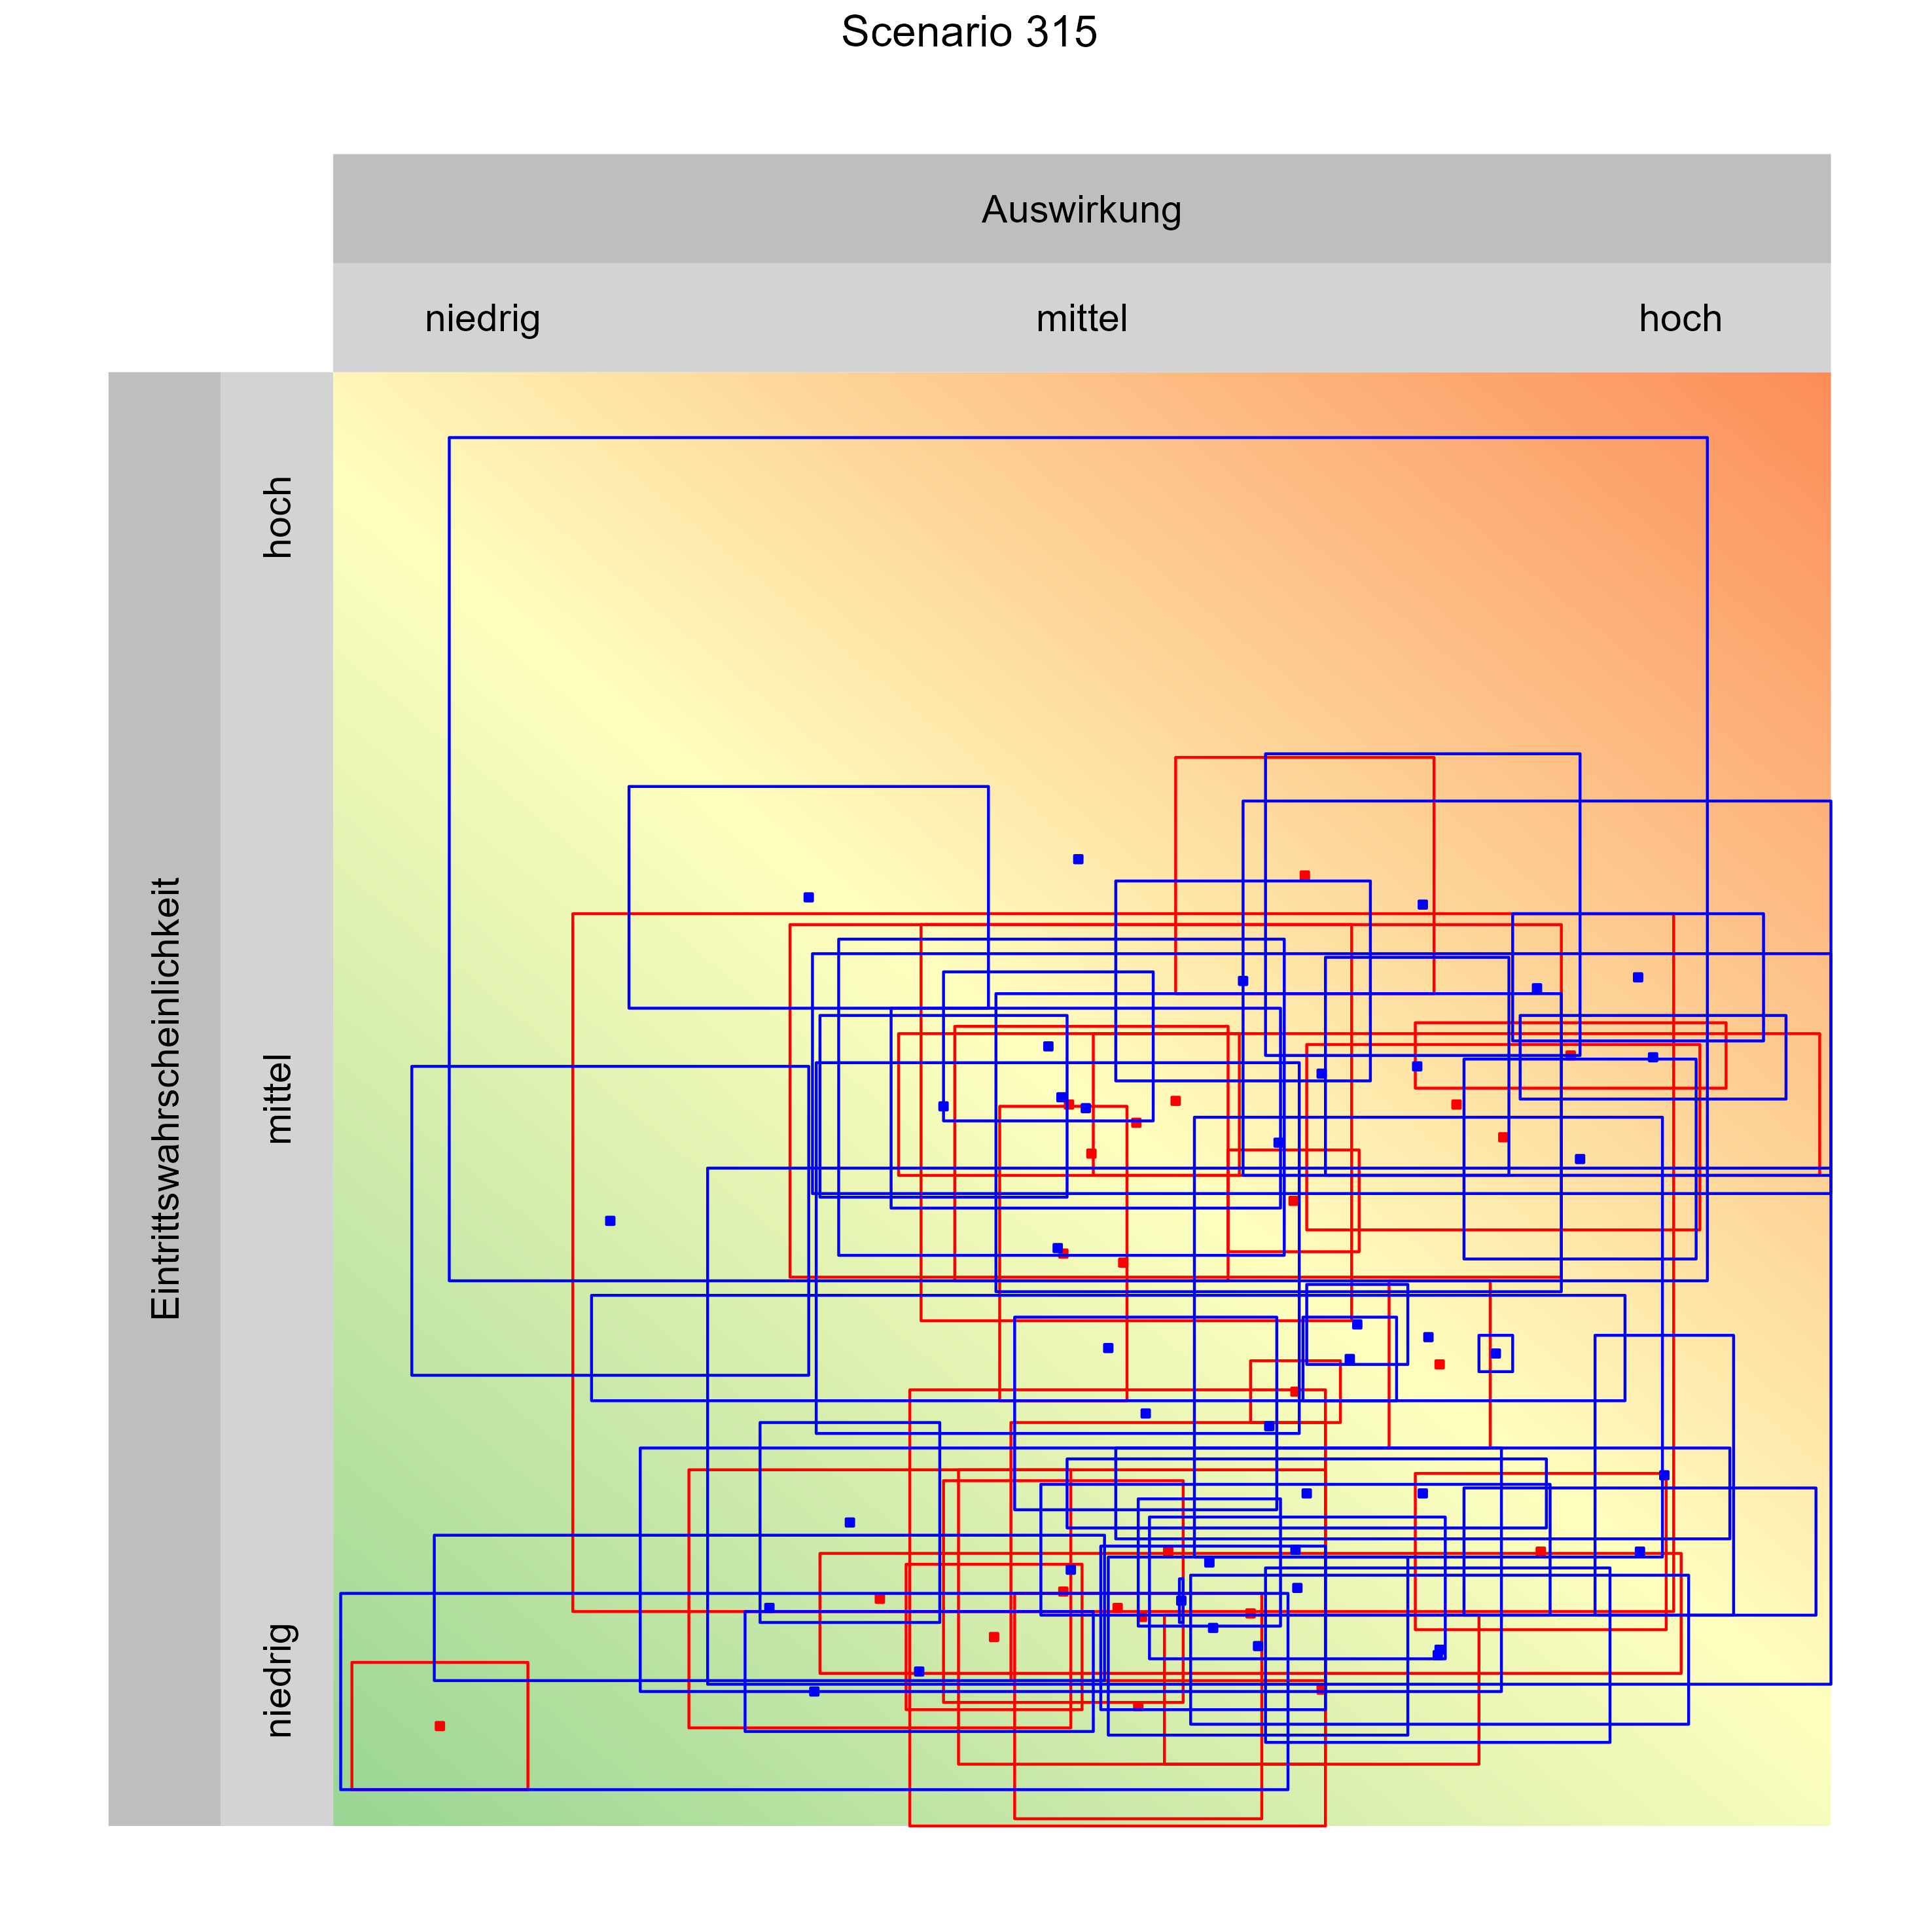 Scenario 315
Auswirkung
niedrig
mittel
hoch
Eintrittswahrscheinlichkeit
hoch
mittel
niedrig